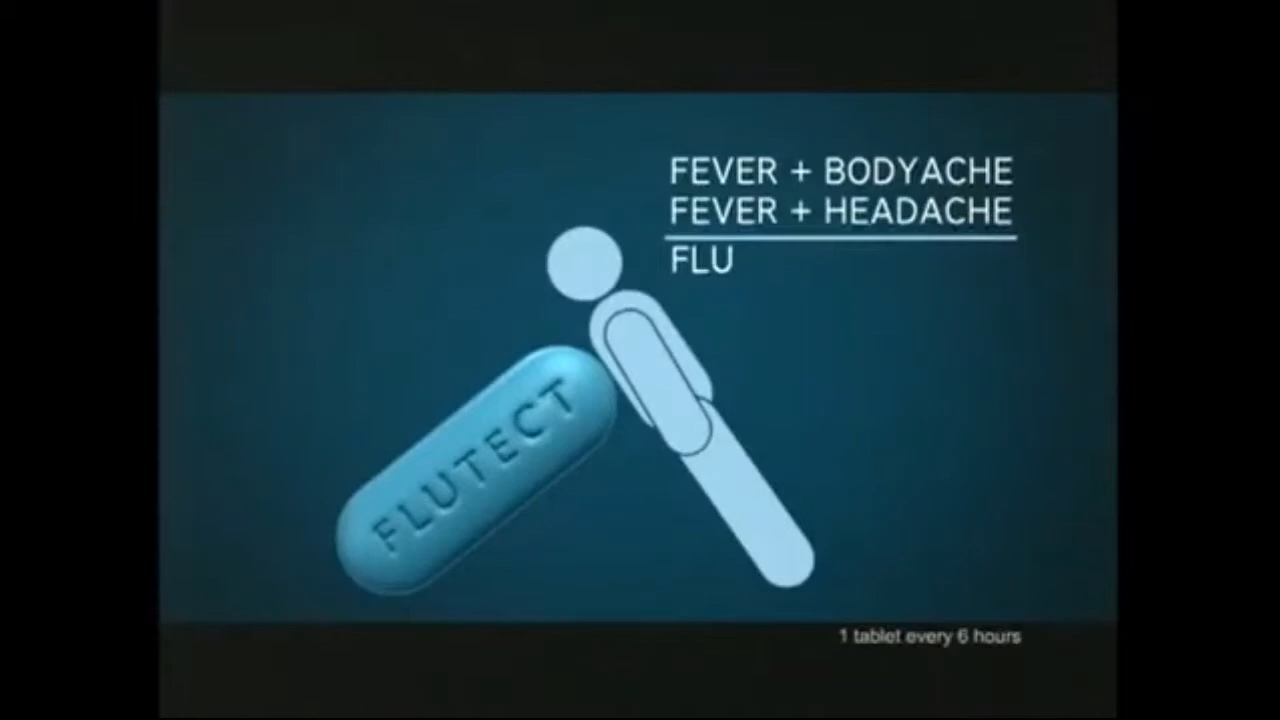 FEVER + BODYACHE
FEVER + HEADACHE
FLU
FLUTECT
1 tablet every 6 hours